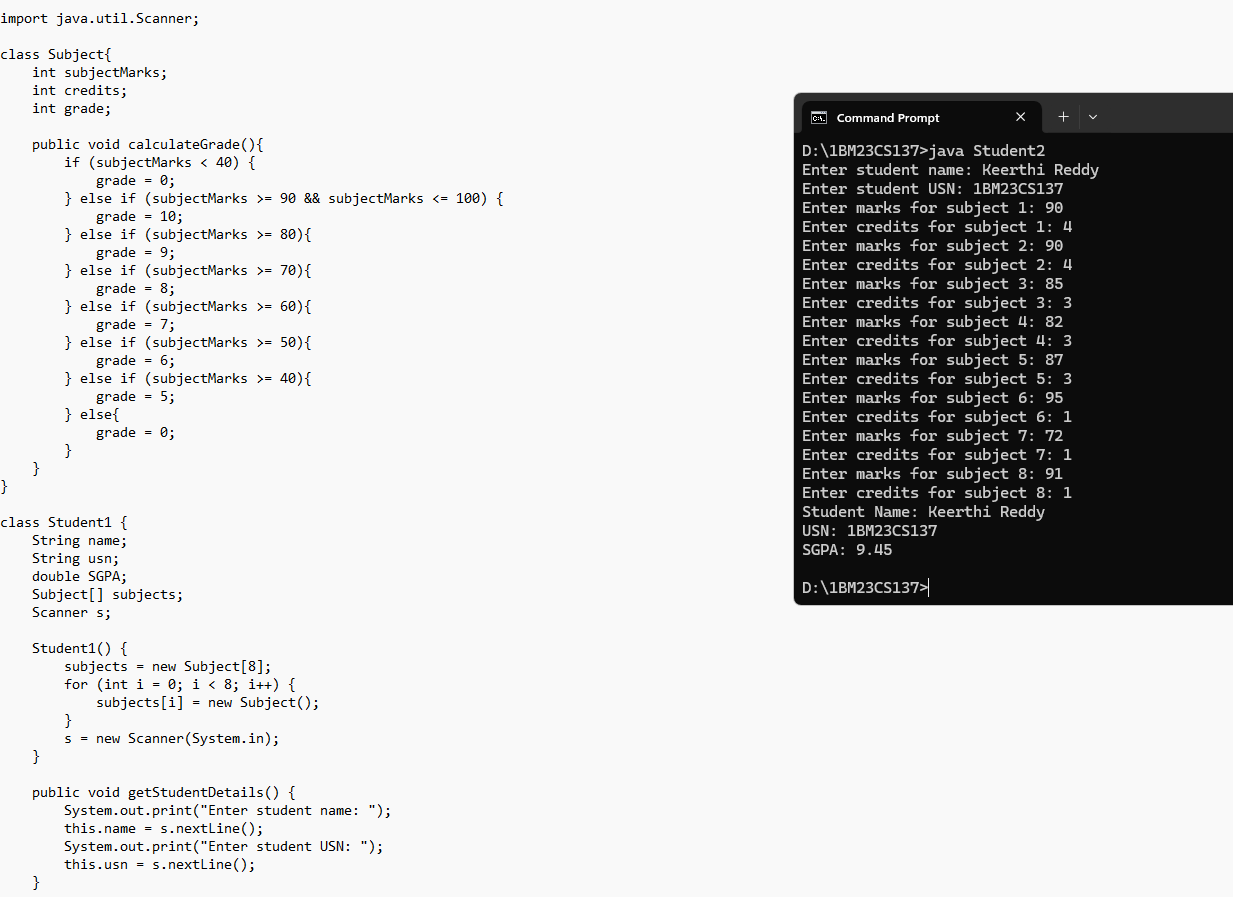 import java.util.Scanner;

class Subject{
    int subjectMarks;
    int credits;
    int grade;

    public void calculateGrade(){
        if (subjectMarks < 40) {
            grade = 0;
        } else if (subjectMarks >= 90 && subjectMarks <= 100) {
            grade = 10;
        } else if (subjectMarks >= 80){
            grade = 9;
        } else if (subjectMarks >= 70){
            grade = 8;
        } else if (subjectMarks >= 60){
            grade = 7;
        } else if (subjectMarks >= 50){
            grade = 6;
        } else if (subjectMarks >= 40){
            grade = 5;
        } else{
            grade = 0;
        }
    }
}

class Student1 {
    String name;
    String usn;
    double SGPA;
    Subject[] subjects;
    Scanner s;

    Student1() {
        subjects = new Subject[8];
        for (int i = 0; i < 8; i++) {
            subjects[i] = new Subject();
        }
        s = new Scanner(System.in);
    }

    public void getStudentDetails() {
        System.out.print("Enter student name: ");
        this.name = s.nextLine();
        System.out.print("Enter student USN: ");
        this.usn = s.nextLine();
    }
Command Prompt
D:\1BM23CS137>java Student2
Enter student name: Keerthi Reddy
Enter student USN: 1BM23CS137
Enter marks for subject 1: 90
Enter credits for subject 1: 4
Enter marks for subject 2: 90
Enter credits for subject 2: 4
Enter marks for subject 3: 85
Enter credits for subject 3: 3
Enter marks for subject 4: 82
Enter credits for subject 4: 3
Enter marks for subject 5: 87
Enter credits for subject 5: 3
Enter marks for subject 6: 95
Enter credits for subject 6: 1
Enter marks for subject 7: 72
Enter credits for subject 7: 1
Enter marks for subject 8: 91
Enter credits for subject 8: 1
Student Name: Keerthi Reddy
USN: 1BM23CS137
SGPA: 9.45

D:\1BM23CS137>